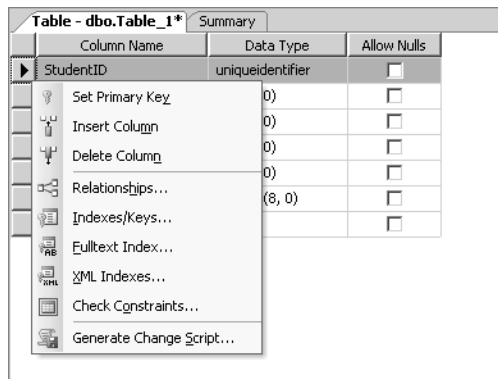 Table - dbo.Table_1* Summary
Column Name Data Type Allow Nulls
StudentID uniqueidentifier
Set Primary Key 0)
Insert Column 0)
Delete Column 0)
0)
Relationships... (8, 0)
Indexes/Keys...
Fulltext Index...
XML Indexes...
Check Constraints...
Generate Change Script...